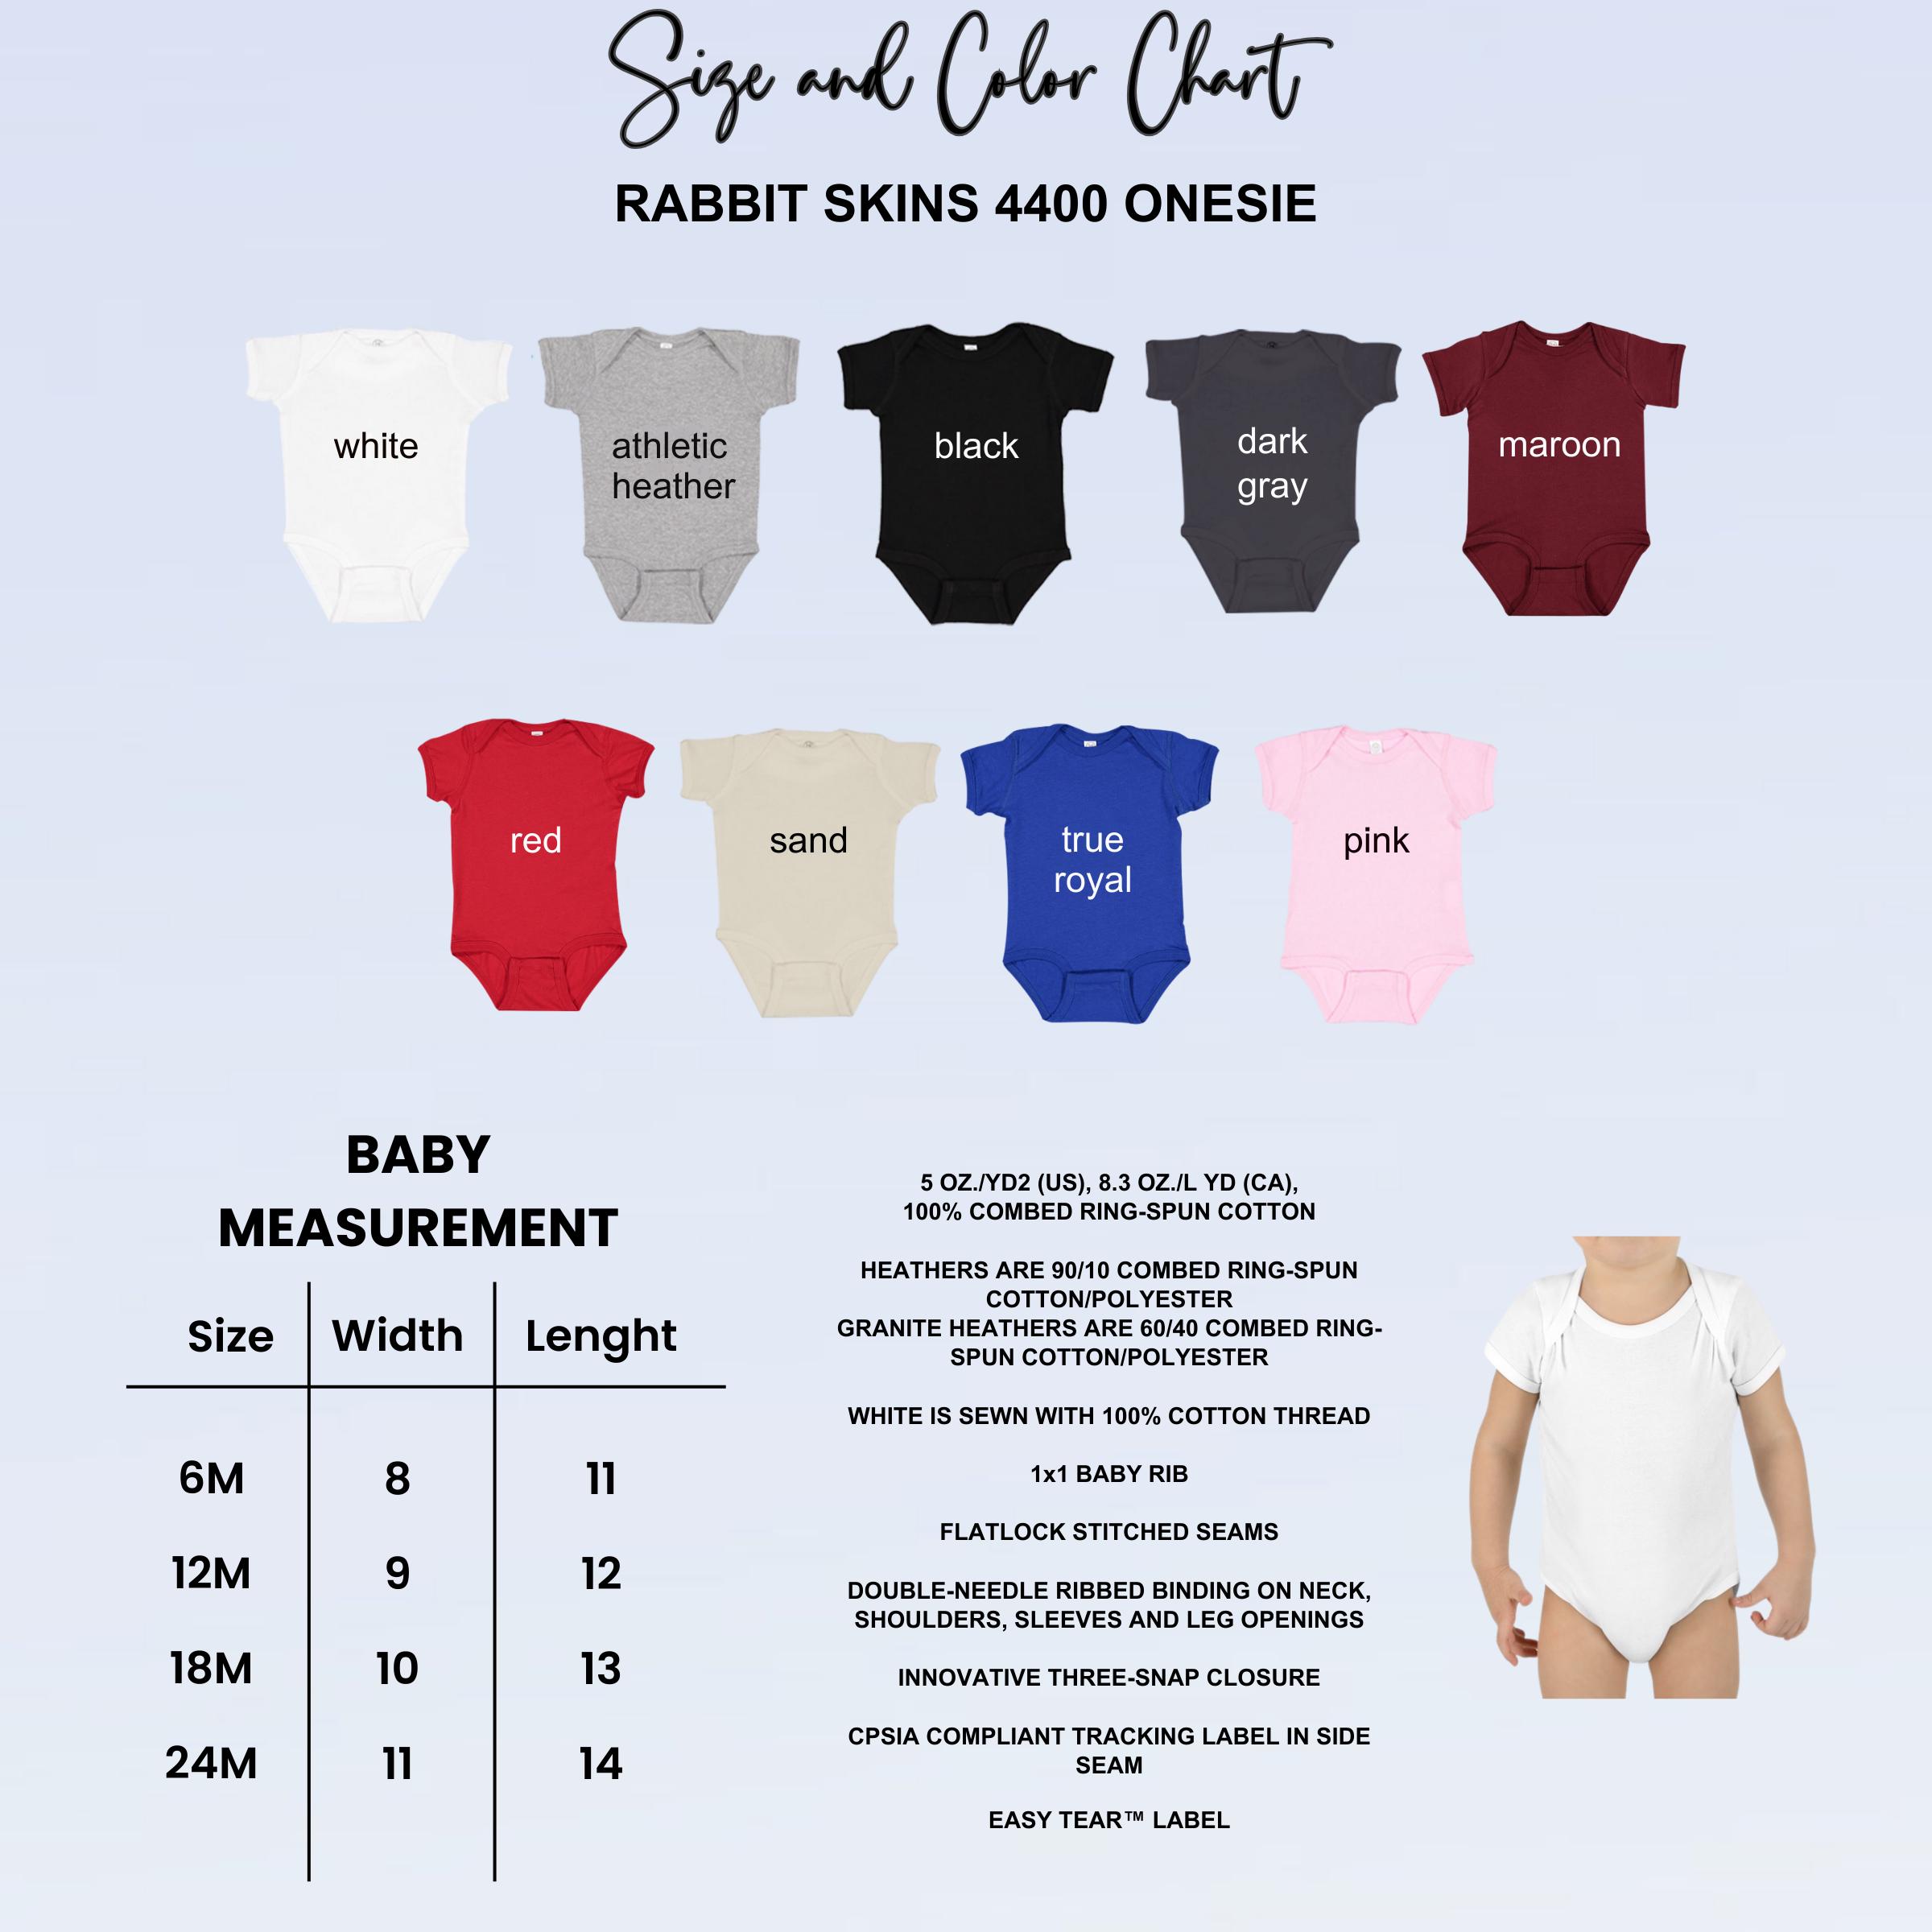 Size and Color Chart
RABBIT SKINS 4400 ONESIE
white
athletic
heather
black
dark
gray
maroon
red
sand
true
royal
pink
BABY
MEASUREMENT
Size Width Lenght
6M 8 11
12M 9 12
18M 10 13
24M 11 14
5 OZ./YD2 (US), 8.3 OZ./L YD (CA),
100% COMBED RING-SPUN COTTON
HEATHERS ARE 90/10 COMBED RING-SPUN
COTTON/POLYESTER
GRANITE HEATHERS ARE 60/40 COMBED RING-
SPUN COTTON/POLYESTER
WHITE IS SEWN WITH 100% COTTON THREAD
1x1 BABY RIB
FLATLOCK STITCHED SEAMS
DOUBLE-NEEDLE RIBBED BINDING ON NECK,
SHOULDERS, SLEEVES AND LEG OPENINGS
INNOVATIVE THREE-SNAP CLOSURE
CPSIA COMPLIANT TRACKING LABEL IN SIDE
SEAM
EASY TEAR™ LABEL